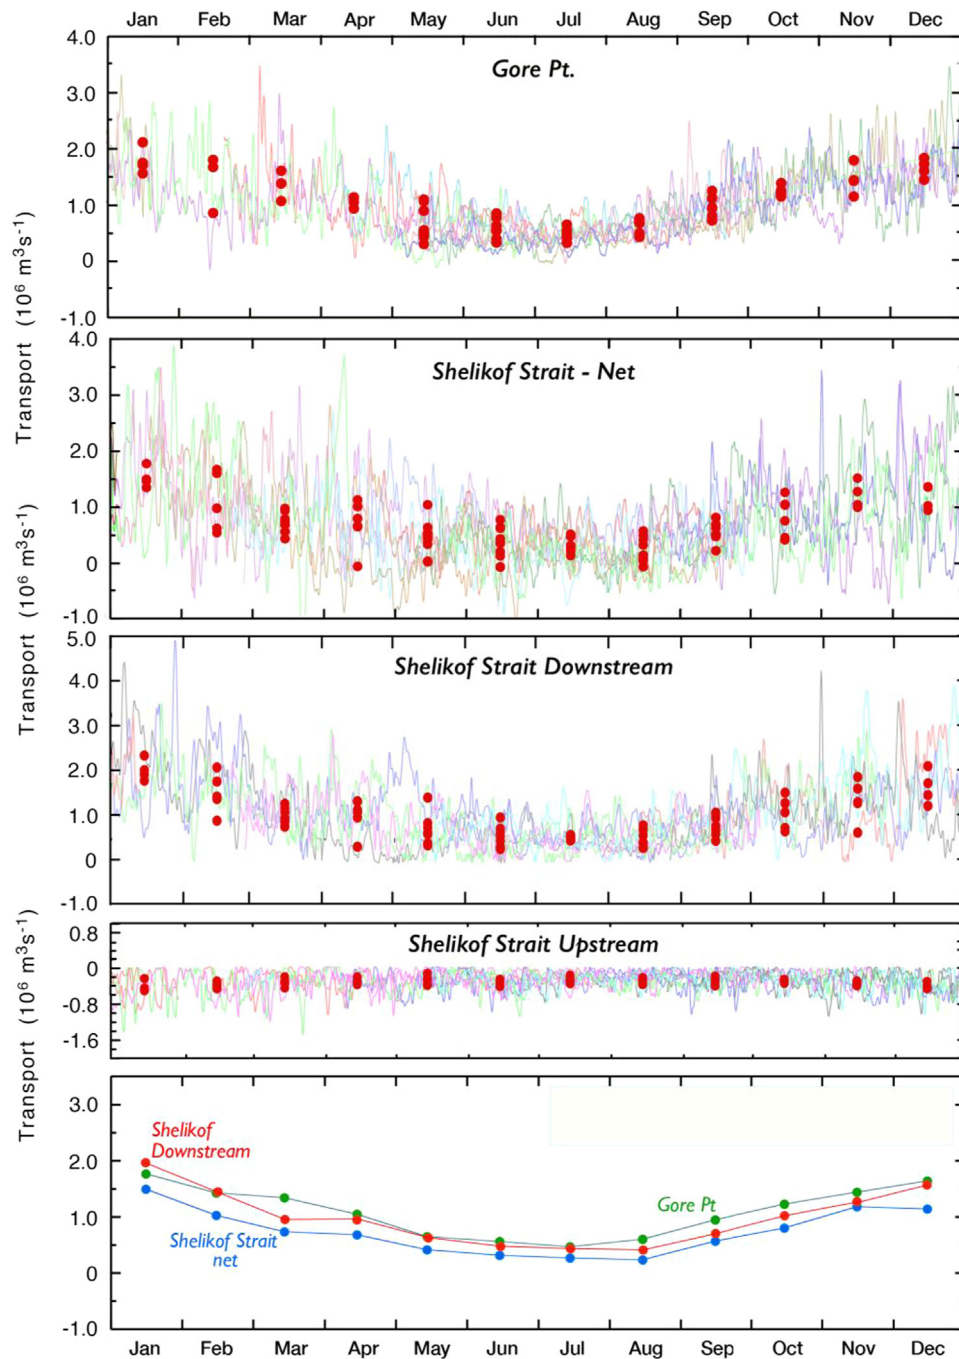 Jan Feb Mar Apr May Jun Jul Aug Sep Oct Nov Dec
4.0
Gore Pt.
3.0
2.0
1.0
0
-1.0
Transport (10⁶ m³s⁻¹)
4.0
Shelikof Strait - Net
3.0
2.0
1.0
0
-1.0
Transport (10⁶ m³s⁻¹)
5.0
Shelikof Strait Downstream
4.0
3.0
2.0
1.0
0
-1.0
0.8
Shelikof Strait Upstream
0
-0.8
-1.6
Transport (10⁶ m³s⁻¹)
3.0
Shelikof
Downstream
2.0
Gore Pt
1.0
Shelikof Strait
net
0
-1.0
Jan Feb Mar Apr May Jun Jul Aug Sep Oct Nov Dec